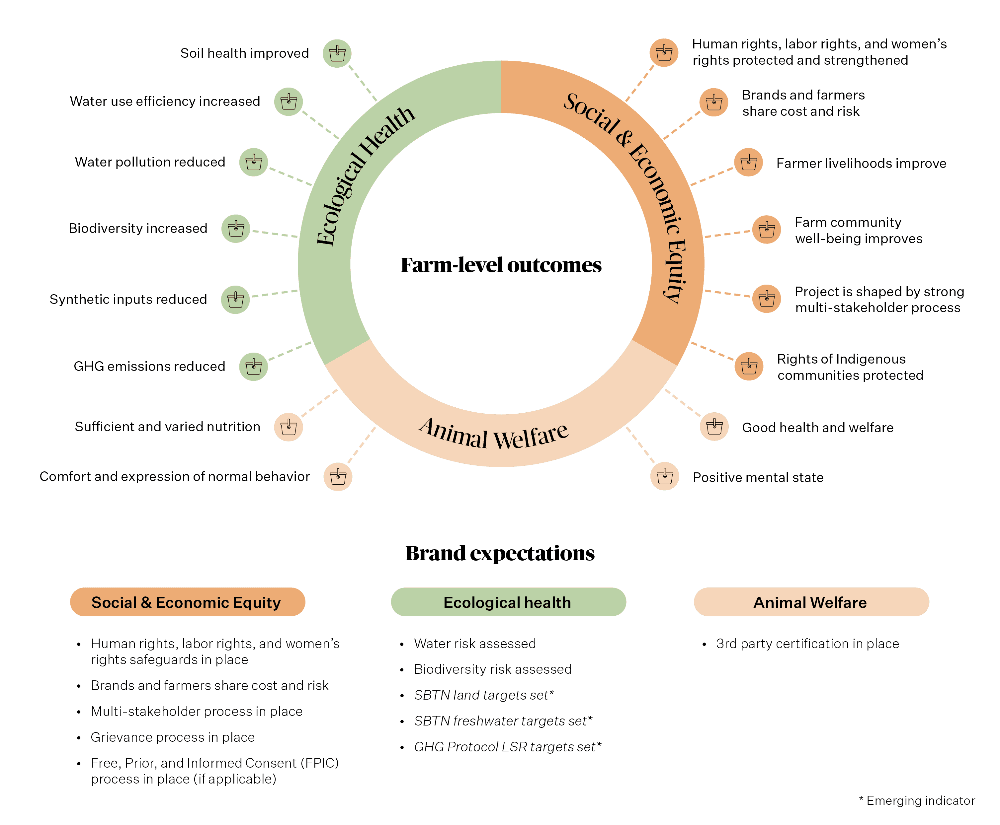 Soil health improved
Water use efficiency increased
Water pollution reduced
Biodiversity increased
Synthetic inputs reduced
GHG emissions reduced
Sufficient and varied nutrition
Comfort and expression of normal behavior
Ecological Health
Social & Economic Equity
Animal Welfare
Farm-level outcomes
Human rights, labor rights, and women’s
rights protected and strengthened
Brands and farmers
share cost and risk
Farmer livelihoods improve
Farm community
well-being improves
Project is shaped by strong
multi-stakeholder process
Rights of Indigenous
communities protected
Good health and welfare
Positive mental state
Brand expectations
Social & Economic Equity
• Human rights, labor rights, and women’s
rights safeguards in place
• Brands and farmers share cost and risk
• Multi-stakeholder process in place
• Grievance process in place
• Free, Prior, and Informed Consent (FPIC)
process in place (if applicable)
Ecological health
• Water risk assessed
• Biodiversity risk assessed
• SBTN land targets set*
• SBTN freshwater targets set*
• GHG Protocol LSR targets set*
Animal Welfare
• 3rd party certification in place
* Emerging indicator